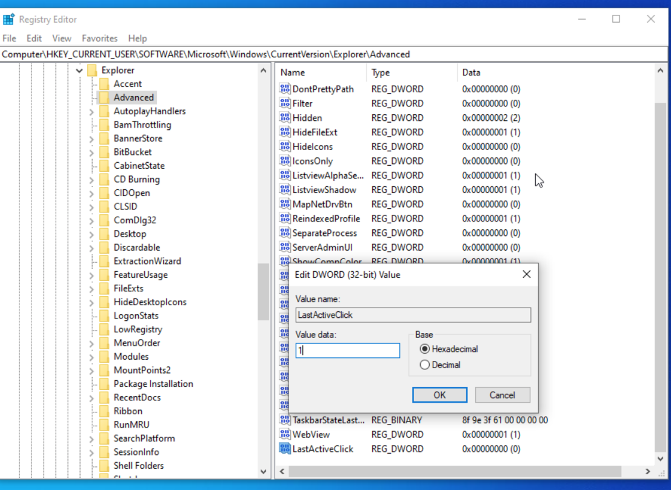 Registry Editor
File Edit View Favorites Help
Computer\HKEY_CURRENT_USER\SOFTWARE\Microsoft\Windows\CurrentVersion\Explorer\Advanced
Explorer
Accent
Advanced
AutoplayHandlers
BamThrottling
BannerStore
BitBucket
CabinetState
CD Burning
CIDOpen
CLSID
ComDlg32
Desktop
Discardable
ExtractionWizard
FeatureUsage
FileExts
HideDesktopIcons
LogonStats
LowRegistry
MenuOrder
Modules
MountPoints2
Package Installation
RecentDocs
Ribbon
RunMRU
SearchPlatform
SessionInfo
Shell Folders
Name Type Data
DontPrettyPath REG_DWORD 0x00000000 (0)
Filter REG_DWORD 0x00000000 (0)
Hidden REG_DWORD 0x00000002 (2)
HideFileExt REG_DWORD 0x00000001 (1)
HideIcons REG_DWORD 0x00000000 (0)
IconsOnly REG_DWORD 0x00000000 (0)
ListviewAlphaSe... REG_DWORD 0x00000001 (1)
ListviewShadow REG_DWORD 0x00000001 (1)
MapNetDrvBtn REG_DWORD 0x00000000 (0)
ReindexedProfile REG_DWORD 0x00000001 (1)
SeparateProcess REG_DWORD 0x00000000 (0)
ServerAdminUI REG_DWORD 0x00000000 (0)
ShowCompColor REG_DWORD 0x00000001 (1)
Edit DWORD (32-bit) Value
Value name:
LastActiveClick
Value data:
1
Base
Hexadecimal
Decimal
OK Cancel
TaskbarStateLast... REG_BINARY 8f 9e 3f 61 00 00 00 00
WebView REG_DWORD 0x00000001 (1)
LastActiveClick REG_DWORD 0x00000000 (0)